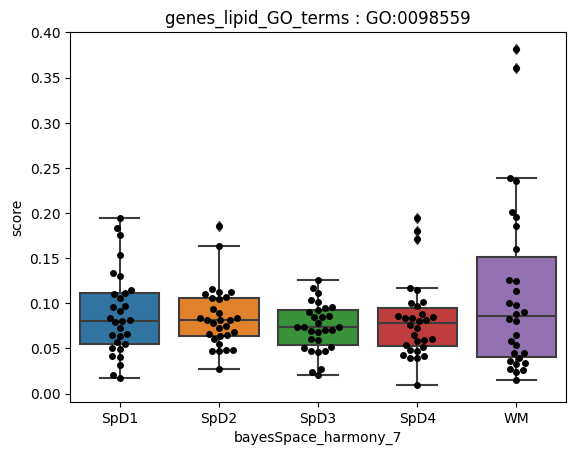 genes_lipid_GO_terms : GO:0098559
0.40
0.35
0.30
0.25
0.20
0.15
0.10
0.05
0.00
score
SpD1 SpD2 SpD3 SpD4 WM
bayesSpace_harmony_7